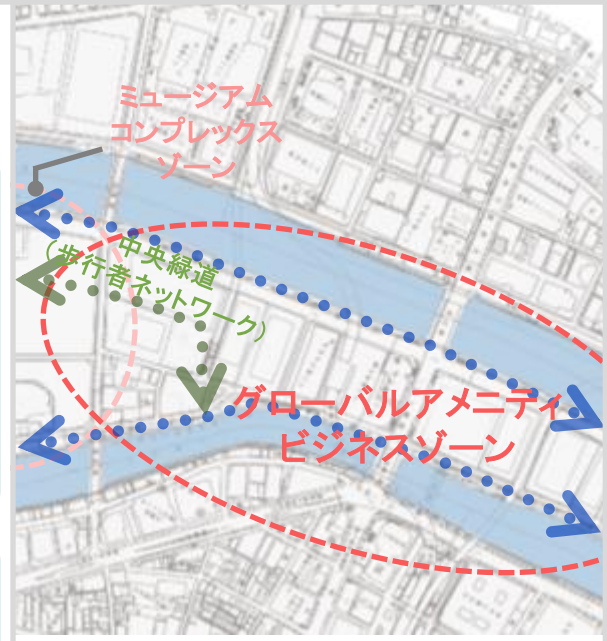 ミュージアム
コンプレックス
ゾーン
中央緑道
(歩行者ネットワーク)
グローバルアメニティ
ビジネスゾーン